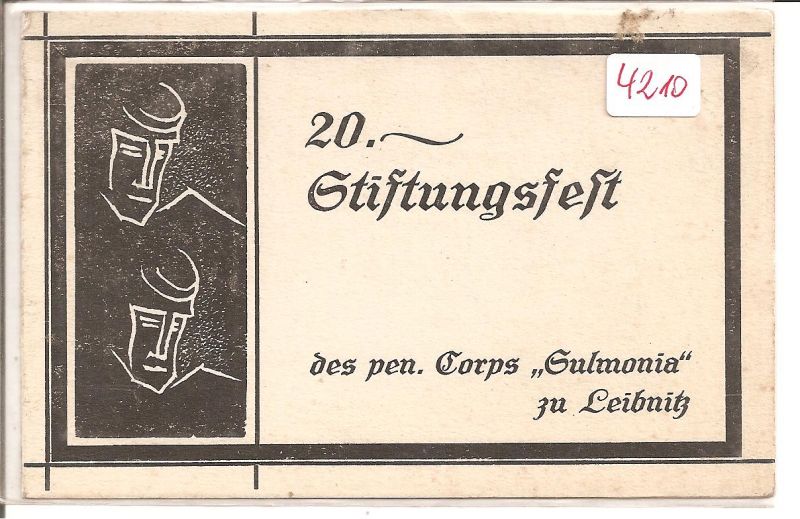 4210
20.~
Stiftungsfest
des pen. Corps „Sulmonia“
zu Leibnitz